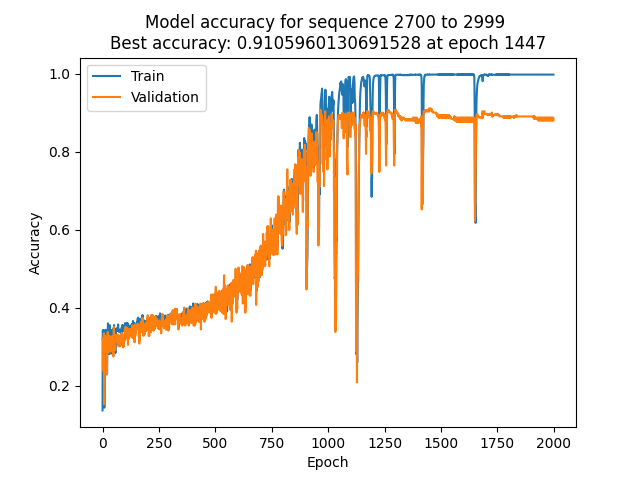 Model accuracy for sequence 2700 to 2999
Best accuracy: 0.9105960130691528 at epoch 1447
Train
Validation
1.0
0.8
0.6
0.4
0.2
Accuracy
0
250
500
750
1000
1250
1500
1750
2000
Epoch